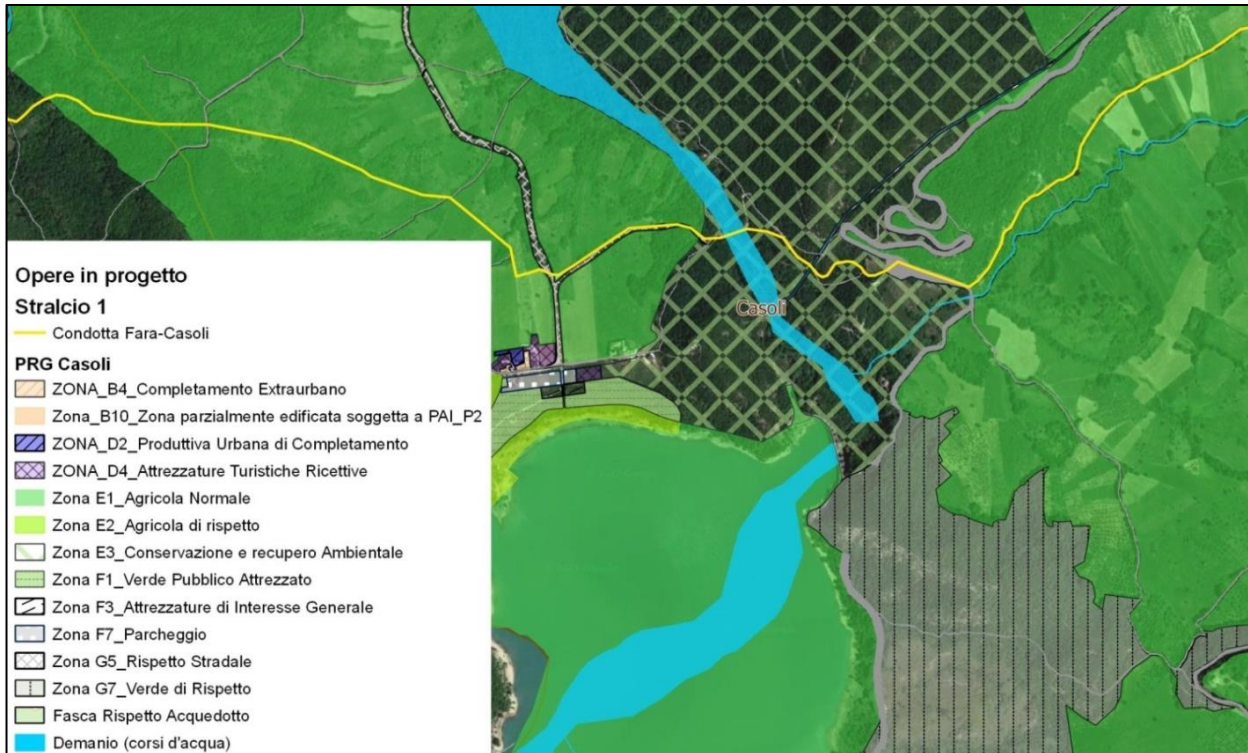 Casoli
Opere in progetto
Stralcio 1
Condotta Fara-Casoli
PRG Casoli
ZONA_B4_Completamento Extraurbano
Zona_B10_Zona parzialmente edificata soggetta a PAI_P2
ZONA_D2_Produttiva Urbana di Completamento
ZONA_D4_Attrezzature Turistiche Ricettive
Zona E1_Agricola Normale
Zona E2_Agricola di rispetto
Zona E3_Conservazione e recupero Ambientale
Zona F1_Verde Pubblico Attrezzato
Zona F3_Attrezzature di Interesse Generale
Zona F7_Parcheggio
Zona G5_Rispetto Stradale
Zona G7_Verde di Rispetto
Fasca Rispetto Acquedotto
Demanio (corsi d'acqua)